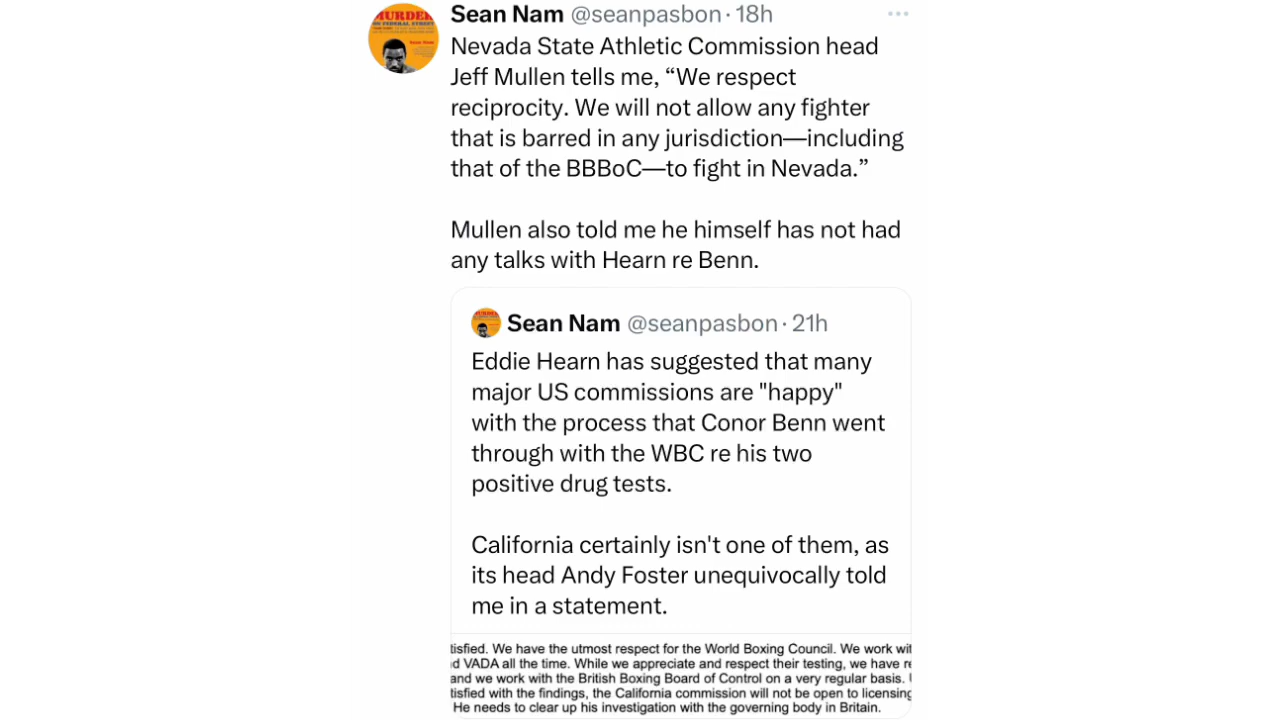 MURDER
Sean Nam @seanpasbon · 18h
Nevada State Athletic Commission head
Jeff Mullen tells me, “We respect
reciprocity. We will not allow any fighter
that is barred in any jurisdiction—including
that of the BBBoC—to fight in Nevada.”
Mullen also told me he himself has not had
any talks with Hearn re Benn.
Sean Nam @seanpasbon · 21h
Eddie Hearn has suggested that many
major US commissions are "happy"
with the process that Conor Benn went
through with the WBC re his two
positive drug tests.
California certainly isn't one of them, as
its head Andy Foster unequivocally told
me in a statement.
tisfied. We have the utmost respect for the World Boxing Council. We work wit
d VADA all the time. While we appreciate and respect their testing, we have re
and we work with the British Boxing Board of Control on a very regular basis.
tisfied with the findings, the California commission will not be open to licensing
He needs to clear up his investigation with the governing body in Britain.